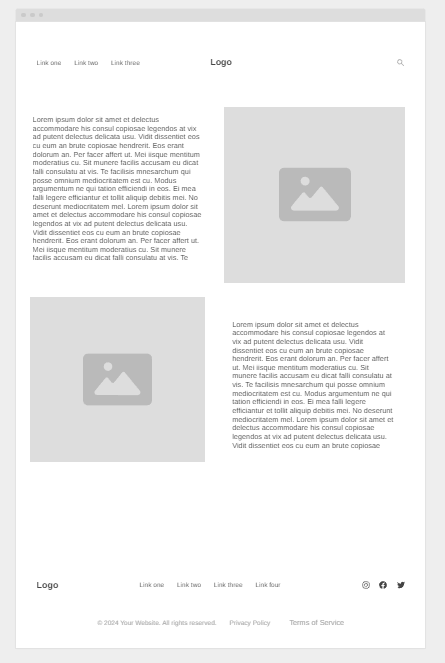 Link one Link two Link three Logo
Lorem ipsum dolor sit amet et delectus
accommodare his consul copiosae legendos at vix
ad putent delectus delicata usu. Vidit dissentiet eos
cu eum an brute copiosae hendrerit. Eos erant
dolorum an. Per facer affert ut. Mei iisque mentitum
moderatius cu. Sit munere facilis accusam eu dicat
falli consulatu at vis. Te facilisis mnesarchum qui
posse omnium mediocritatem est cu. Modus
argumentum ne qui tation efficiendi in eos. Ei mea
falli legere efficiantur et tollit aliquip debitis mei. No
deserunt mediocritatem mel. Lorem ipsum dolor sit
amet et delectus accommodare his consul copiosae
legendos at vix ad putent delectus delicata usu.
Vidit dissentiet eos cu eum an brute copiosae
hendrerit. Eos erant dolorum an. Per facer affert ut.
Mei iisque mentitum moderatius cu. Sit munere
facilis accusam eu dicat falli consulatu at vis. Te
Lorem ipsum dolor sit amet et delectus
accommodare his consul copiosae legendos at
vix ad putent delectus delicata usu. Vidit
dissentiet eos cu eum an brute copiosae
hendrerit. Eos erant dolorum an. Per facer affert
ut. Mei iisque mentitum moderatius cu. Sit
munere facilis accusam eu dicat falli consulatu at
vis. Te facilisis mnesarchum qui posse omnium
mediocritatem est cu. Modus argumentum ne qui
tation efficiendi in eos. Ei mea falli legere
efficiantur et tollit aliquip debitis mei. No deserunt
mediocritatem mel. Lorem ipsum dolor sit amet et
delectus accommodare his consul copiosae
legendos at vix ad putent delectus delicata usu.
Vidit dissentiet eos cu eum an brute copiosae
Logo Link one Link two Link three Link four
© 2024 Your Website. All rights reserved. Privacy Policy Terms of Service